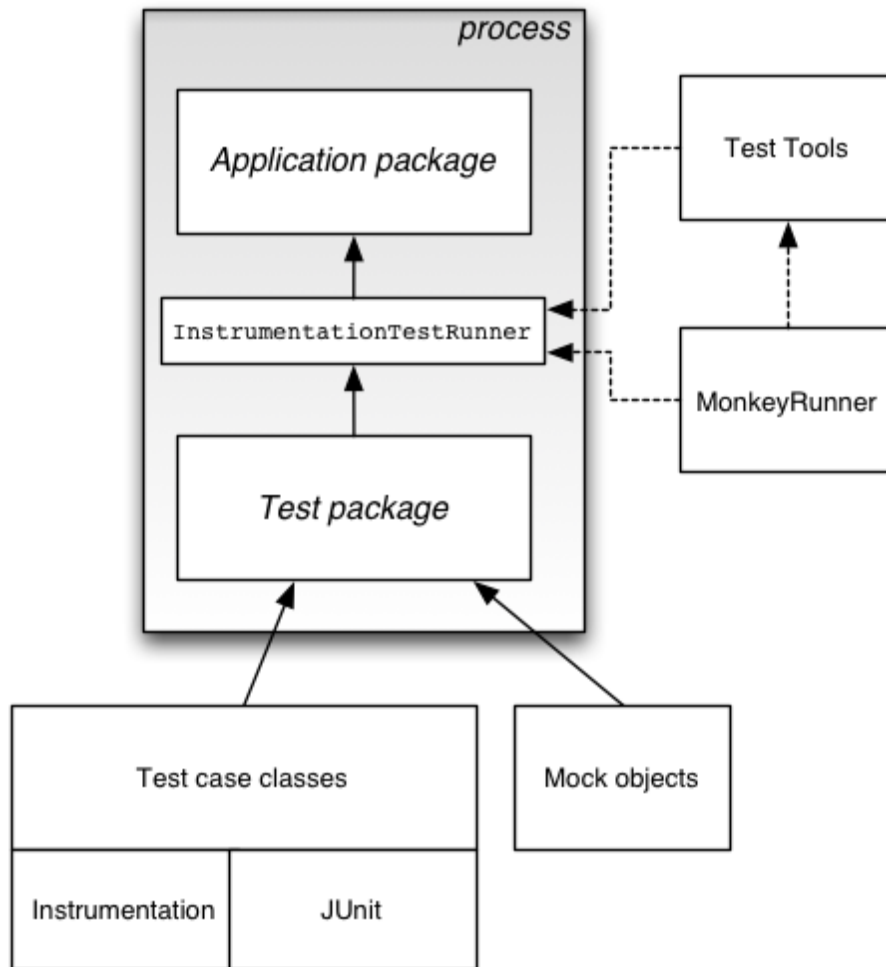 process
Application package
Test Tools
InstrumentationTestRunner
MonkeyRunner
Test package
Test case classes
Mock objects
Instrumentation
JUnit